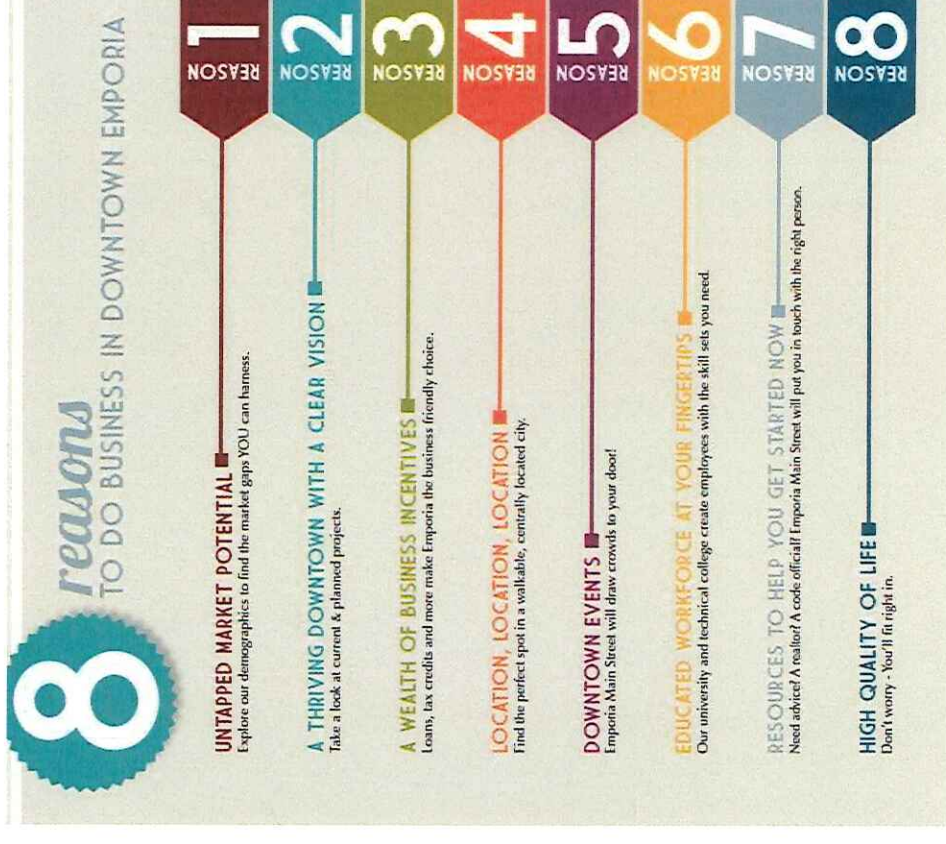 8 reasons
TO DO BUSINESS IN DOWNTOWN EMPORIA
UNTAPPED MARKET POTENTIAL
Explore our demographics to find the market gaps YOU can harness.
REASON 1
A THRIVING DOWNTOWN WITH A CLEAR VISION
Take a look at current & planned projects.
REASON 2
A WEALTH OF BUSINESS INCENTIVES
Loans, tax credits and more make Emporia the business friendly choice.
REASON 3
LOCATION, LOCATION, LOCATION
Find the perfect spot in a walkable, centrally located city.
REASON 4
DOWNTOWN EVENTS
Emporia Main Street will draw crowds to your door!
REASON 5
EDUCATED WORKFORCE AT YOUR FINGERTIPS
Our university and technical college create employees with the skill sets you need.
REASON 6
RESOURCES TO HELP YOU GET STARTED NOW
Need advice? A realtor? A code official? Emporia Main Street will put you in touch with the right person.
REASON 7
HIGH QUALITY OF LIFE
Don't worry - You'll fit right in.
REASON 8